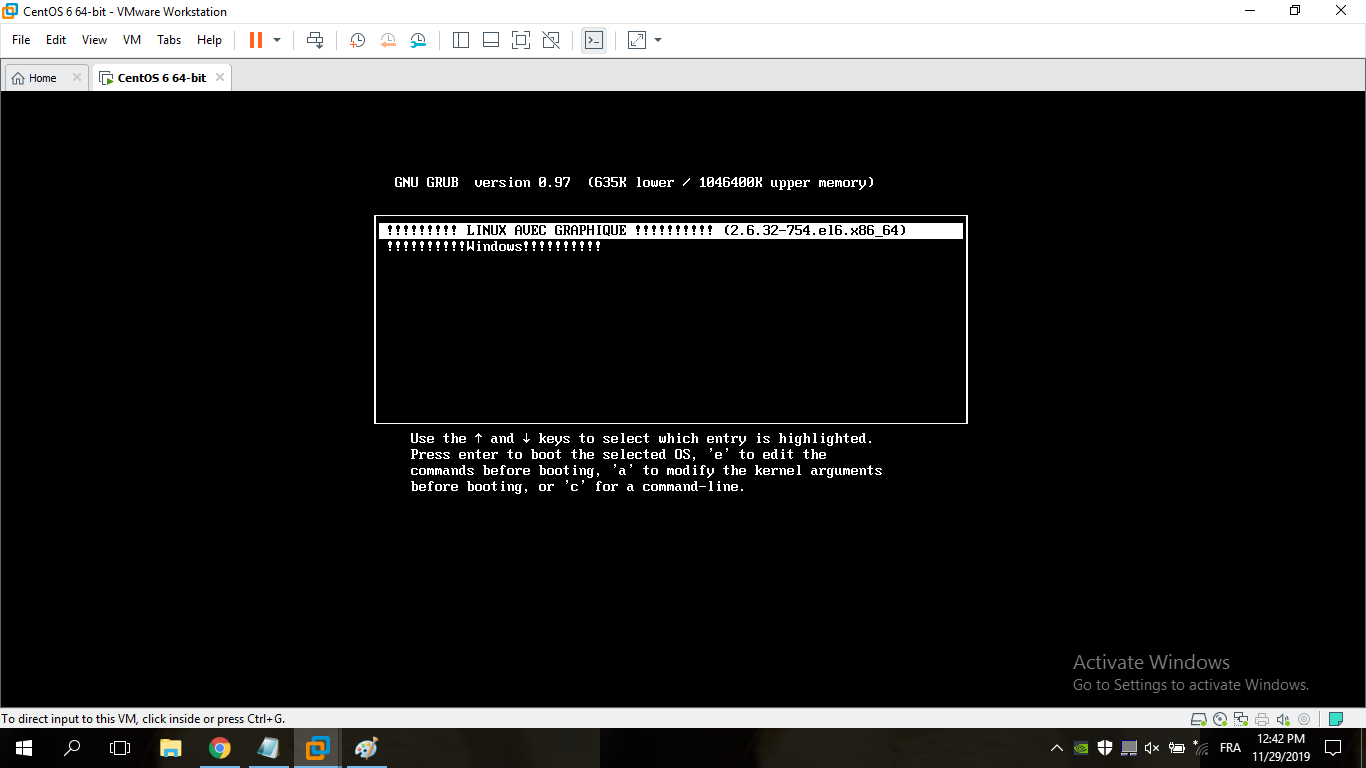 CentOS 6 64-bit - VMware Workstation
File Edit View VM Tabs Help
Home CentOS 6 64-bit
GNU GRUB version 0.97 (635K lower / 1046400K upper memory)
!!!!!!!!! LINUX AVEC GRAPHIQUE !!!!!!!!!! (2.6.32-754.el6.x86_64)
!!!!!!!!!!Windows!!!!!!!!!!
Use the ↑ and ↓ keys to select which entry is highlighted.
Press enter to boot the selected OS, 'e' to edit the
commands before booting, 'a' to modify the kernel arguments
before booting, or 'c' for a command-line.
Activate Windows
Go to Settings to activate Windows.
To direct input to this VM, click inside or press Ctrl+G.
FRA
12:42 PM
11/29/2019